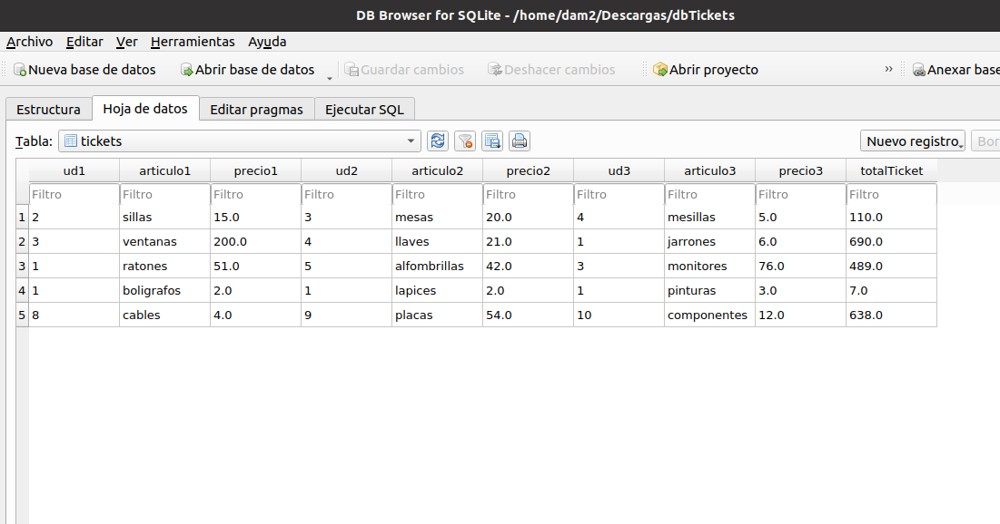 DB Browser for SQLite - /home/dam2/Descargas/dbTickets
Archivo Editar Ver Herramientas Ayuda
Nueva base de datos Abrir base de datos Guardar cambios Deshacer cambios Abrir proyecto » Anexar base
Estructura Hoja de datos Editar pragmas Ejecutar SQL
Tabla: tickets Nuevo registro Bor
ud1 articulo1 precio1 ud2 articulo2 precio2 ud3 articulo3 precio3 totalTicket
Filtro Filtro Filtro Filtro Filtro Filtro Filtro Filtro Filtro Filtro
1 2 sillas 15.0 3 mesas 20.0 4 mesillas 5.0 110.0
2 3 ventanas 200.0 4 llaves 21.0 1 jarrones 6.0 690.0
3 1 ratones 51.0 5 alfombrillas 42.0 3 monitores 76.0 489.0
4 1 boligrafos 2.0 1 lapices 2.0 1 pinturas 3.0 7.0
5 8 cables 4.0 9 placas 54.0 10 componentes 12.0 638.0